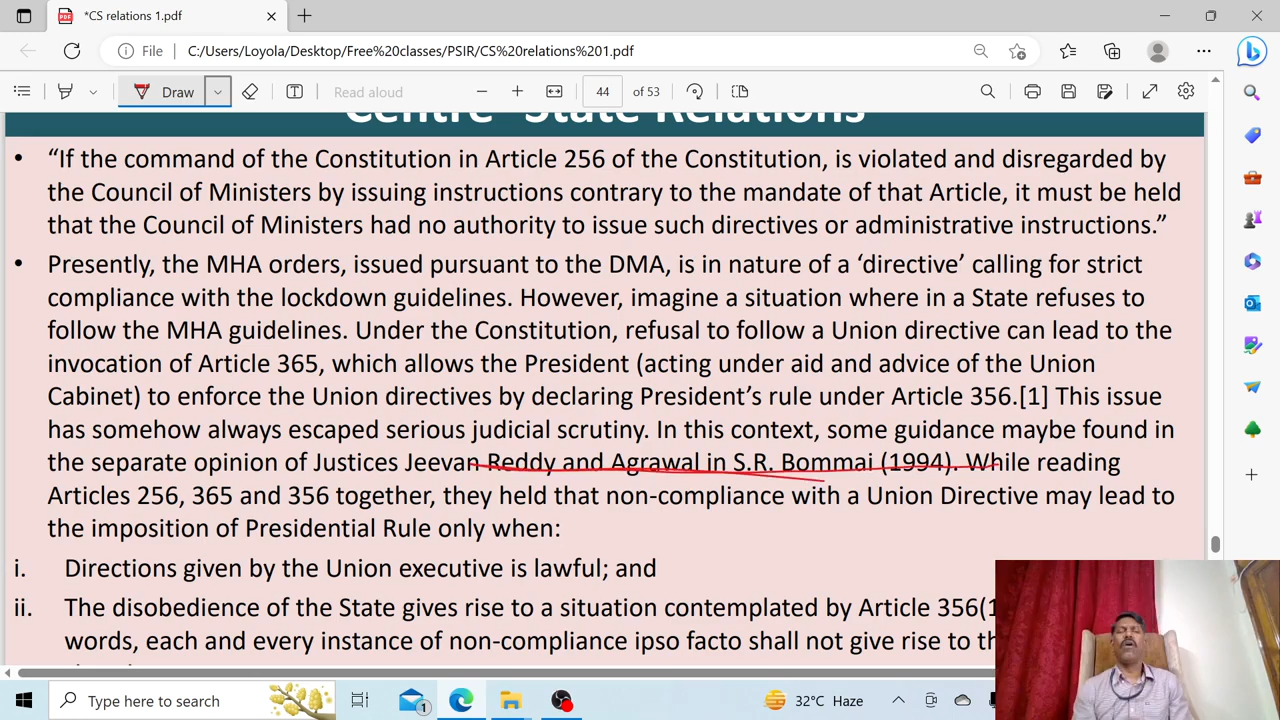 *CS relations 1.pdf
File
C:/Users/Loyola/Desktop/Free%20classes/PSIR/CS%20relations%201.pdf
Draw
Read aloud
44 of 53
Centre- State Relations
• “If the command of the Constitution in Article 256 of the Constitution, is violated and disregarded by
the Council of Ministers by issuing instructions contrary to the mandate of that Article, it must be held
that the Council of Ministers had no authority to issue such directives or administrative instructions.”
• Presently, the MHA orders, issued pursuant to the DMA, is in nature of a ‘directive’ calling for strict
compliance with the lockdown guidelines. However, imagine a situation where in a State refuses to
follow the MHA guidelines. Under the Constitution, refusal to follow a Union directive can lead to the
invocation of Article 365, which allows the President (acting under aid and advice of the Union
Cabinet) to enforce the Union directives by declaring President’s rule under Article 356.[1] This issue
has somehow always escaped serious judicial scrutiny. In this context, some guidance maybe found in
the separate opinion of Justices Jeevan Reddy and Agrawal in S.R. Bommai (1994). While reading
Articles 256, 365 and 356 together, they held that non-compliance with a Union Directive may lead to
the imposition of Presidential Rule only when:
i. Directions given by the Union executive is lawful; and
ii. The disobedience of the State gives rise to a situation contemplated by Article 356(1
words, each and every instance of non-compliance ipso facto shall not give rise to th
Type here to search
1
32°C Haze